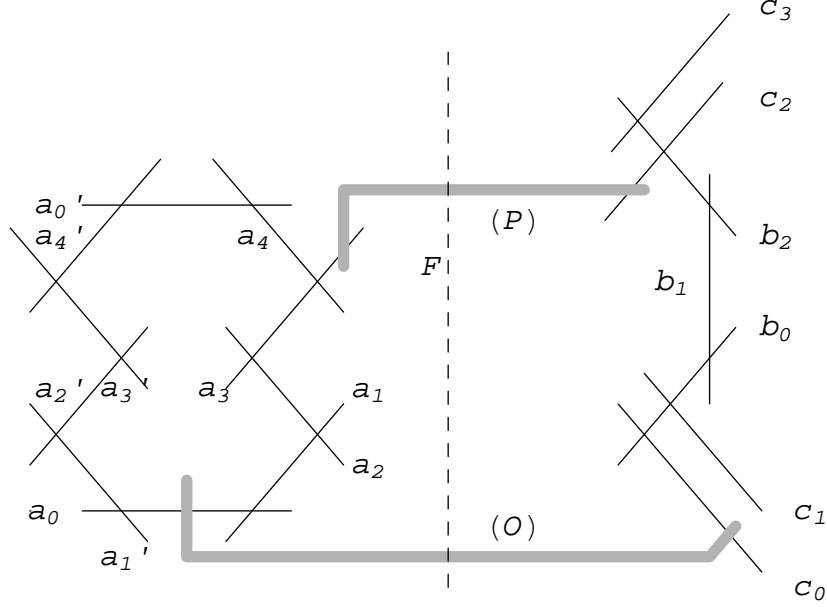 c₃
c₂
a₀'
a₄' a₄ (P) b₂
F b₁
b₀
a₂' a₃' a₃ a₁
a₂
a₀ (O) c₁
a₁'
c₀